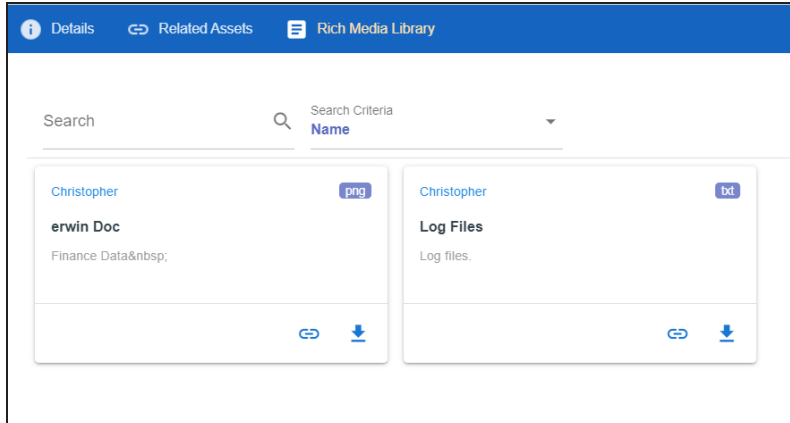 Details Related Assets Rich Media Library
Search
Search Criteria
Name
Christopher png
erwin Doc
Finance Data&nbsp;
Christopher txt
Log Files
Log files.